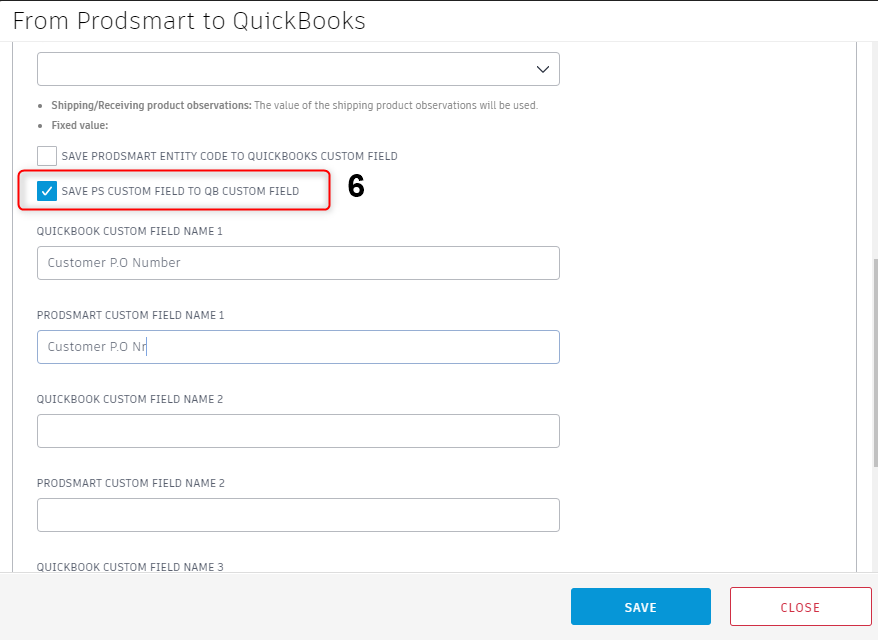 From Prodsmart to QuickBooks
Shipping/Receiving product observations: The value of the shipping product observations will be used.
Fixed value:
SAVE PRODSMART ENTITY CODE TO QUICKBOOKS CUSTOM FIELD
SAVE PS CUSTOM FIELD TO QB CUSTOM FIELD
6
QUICKBOOK CUSTOM FIELD NAME 1
Customer P.O Number
PRODSMART CUSTOM FIELD NAME 1
Customer P.O Nr
QUICKBOOK CUSTOM FIELD NAME 2
PRODSMART CUSTOM FIELD NAME 2
QUICKBOOK CUSTOM FIELD NAME 3
SAVE
CLOSE